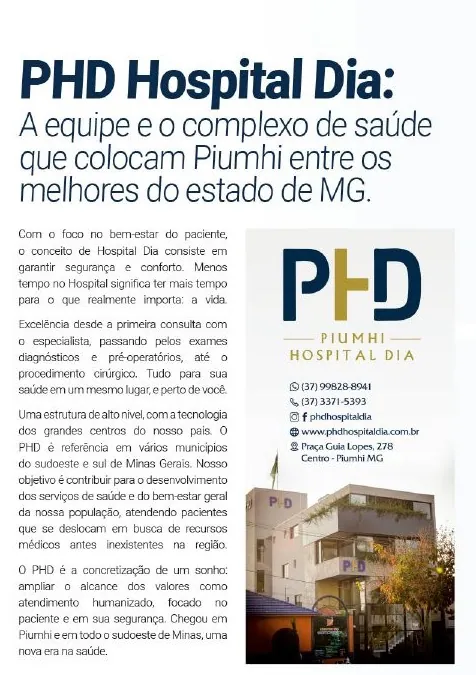 PHD Hospital Dia:
A equipe e o complexo de saúde
que colocam Piumhi entre os
melhores do estado de MG.
Com o foco no bem-estar do paciente,
o conceito de Hospital Dia consiste em
garantir segurança e conforto. Menos
tempo no Hospital significa ter mais tempo
para o que realmente importa: a vida.
Excelência desde a primeira consulta com
o especialista, passando pelos exames
diagnósticos e pré-operatórios, até o
procedimento cirúrgico. Tudo para sua
saúde em um mesmo lugar, e perto de você.
Uma estrutura de alto nível, com a tecnologia
dos grandes centros do nosso país. O
PHD é referência em vários municípios
do sudoeste e sul de Minas Gerais. Nosso
objetivo é contribuir para o desenvolvimento
dos serviços de saúde e do bem-estar geral
da nossa população, atendendo pacientes
que se deslocam em busca de recursos
médicos antes inexistentes na região.
O PHD é a concretização de um sonho:
ampliar o alcance dos valores como
atendimento humanizado, focado no
paciente e em sua segurança. Chegou em
Piumhi e em todo o sudoeste de Minas, uma
nova era na saúde.
PHD
PIUMHI
HOSPITAL DIA
(37) 99828-8941
(37) 3371-5393
phdhospitaldia
www.phdhospitaldia.com.br
Praça Guia Lopes, 278
Centro - Piumhi MG
PHD
PHD